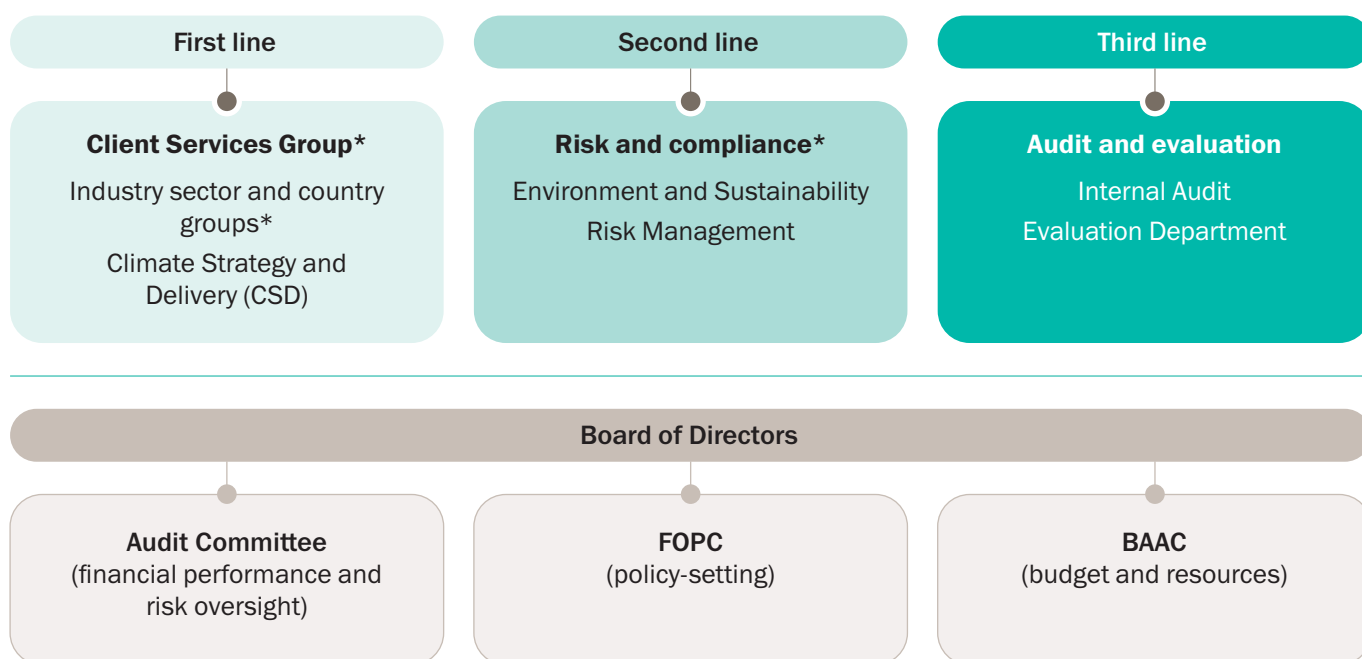 First line
Second line
Third line
Client Services Group*
Industry sector and country
groups*
Climate Strategy and
Delivery (CSD)
Risk and compliance*
Environment and Sustainability
Risk Management
Audit and evaluation
Internal Audit
Evaluation Department
Board of Directors
Audit Committee
(financial performance and
risk oversight)
FOPC
(policy-setting)
BAAC
(budget and resources)